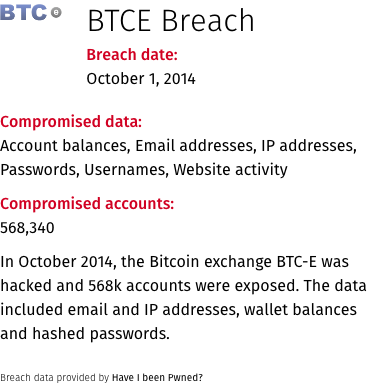 BTC e
BTCE Breach
Breach date:
October 1, 2014
Compromised data:
Account balances, Email addresses, IP addresses,
Passwords, Usernames, Website activity
Compromised accounts:
568,340
In October 2014, the Bitcoin exchange BTC-E was
hacked and 568k accounts were exposed. The data
included email and IP addresses, wallet balances
and hashed passwords.
Breach data provided by Have I been Pwned?